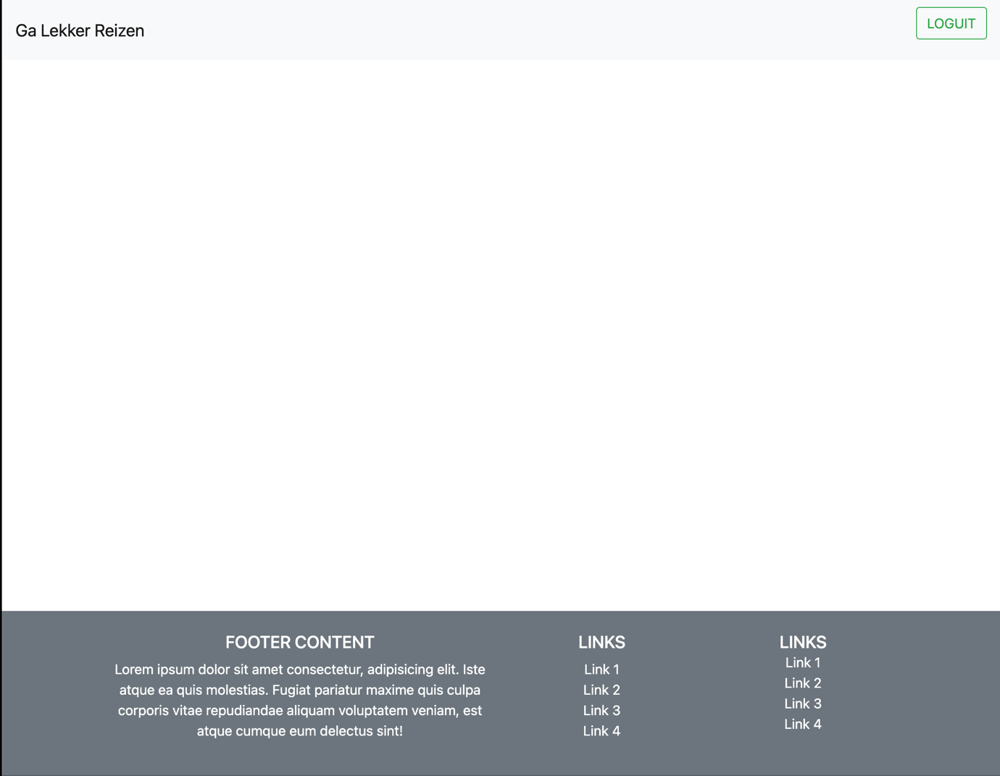 Ga Lekker Reizen
LOGUIT
FOOTER CONTENT
Lorem ipsum dolor sit amet consectetur, adipisicing elit. Iste
atque ea quis molestias. Fugiat pariatur maxime quis culpa
corporis vitae repudiandae aliquam voluptatem veniam, est
atque cumque eum delectus sint!
LINKS
Link 1
Link 2
Link 3
Link 4
LINKS
Link 1
Link 2
Link 3
Link 4